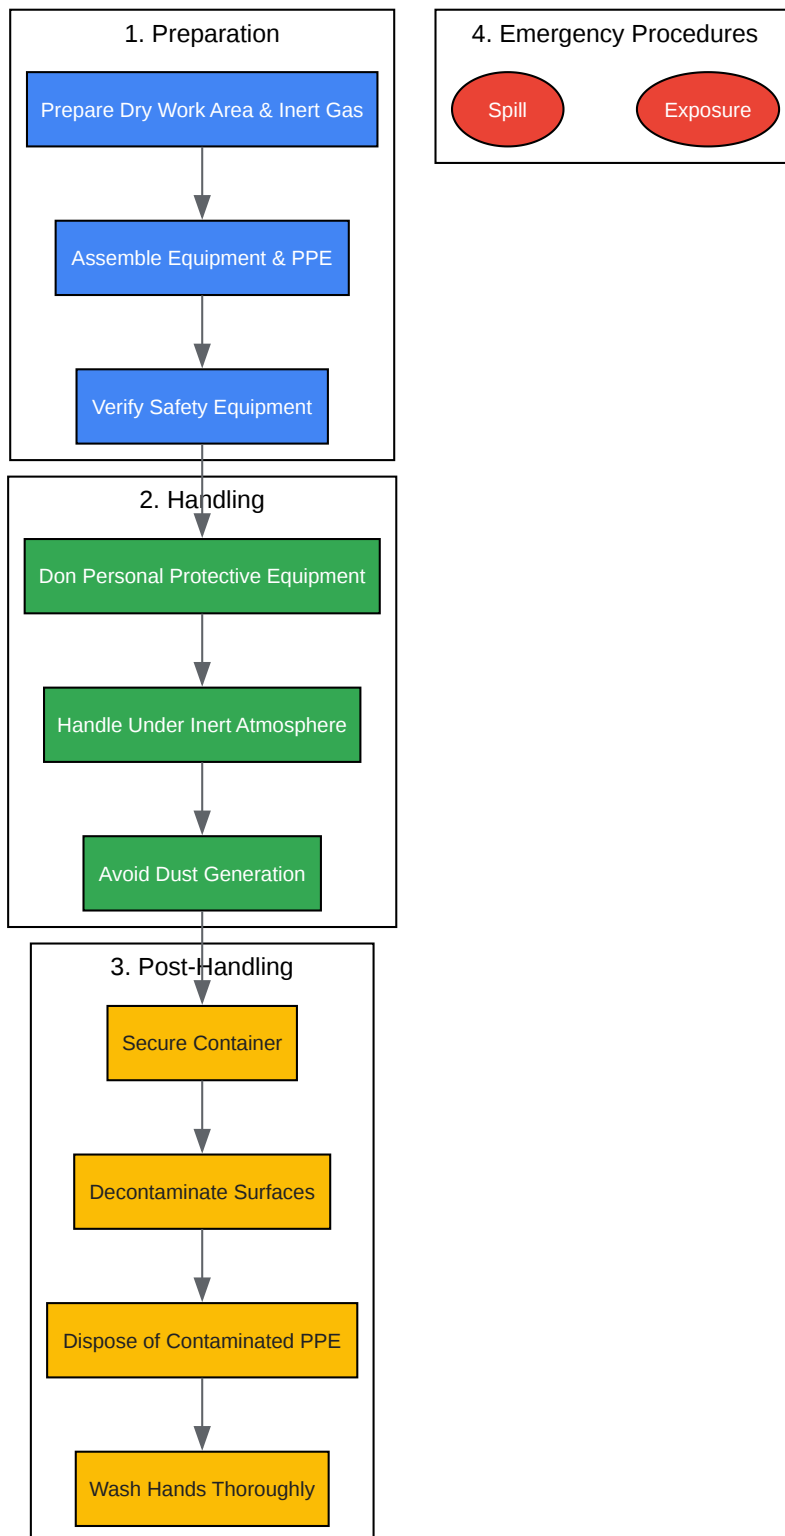 1. Preparation
Prepare Dry Work Area & Inert Gas
Assemble Equipment & PPE
Verify Safety Equipment
2. Handling
Don Personal Protective Equipment
Handle Under Inert Atmosphere
Avoid Dust Generation
3. Post-Handling
Secure Container
Decontaminate Surfaces
Dispose of Contaminated PPE
Wash Hands Thoroughly
4. Emergency Procedures
Spill
Exposure